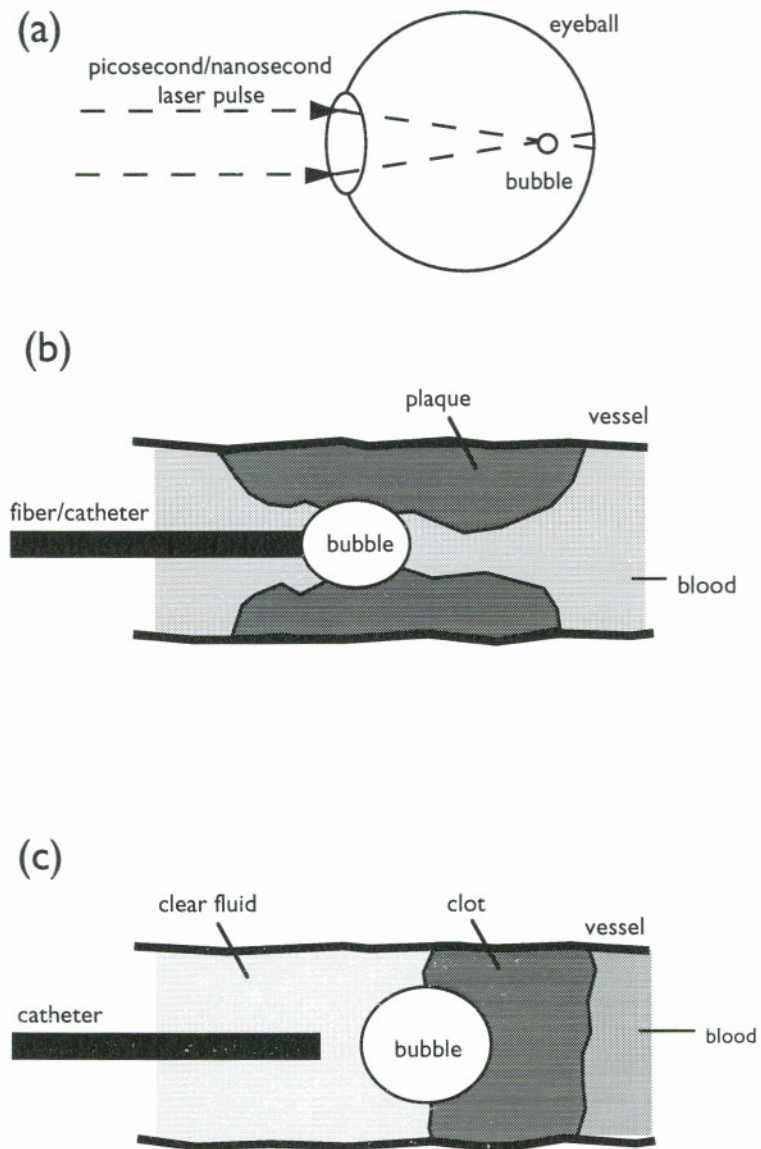 (a)
eyeball
picosecond/nanosecond
laser pulse
bubble
(b)
plaque
vessel
fiber/catheter
bubble
blood
(c)
clear fluid
clot
vessel
catheter
bubble
blood